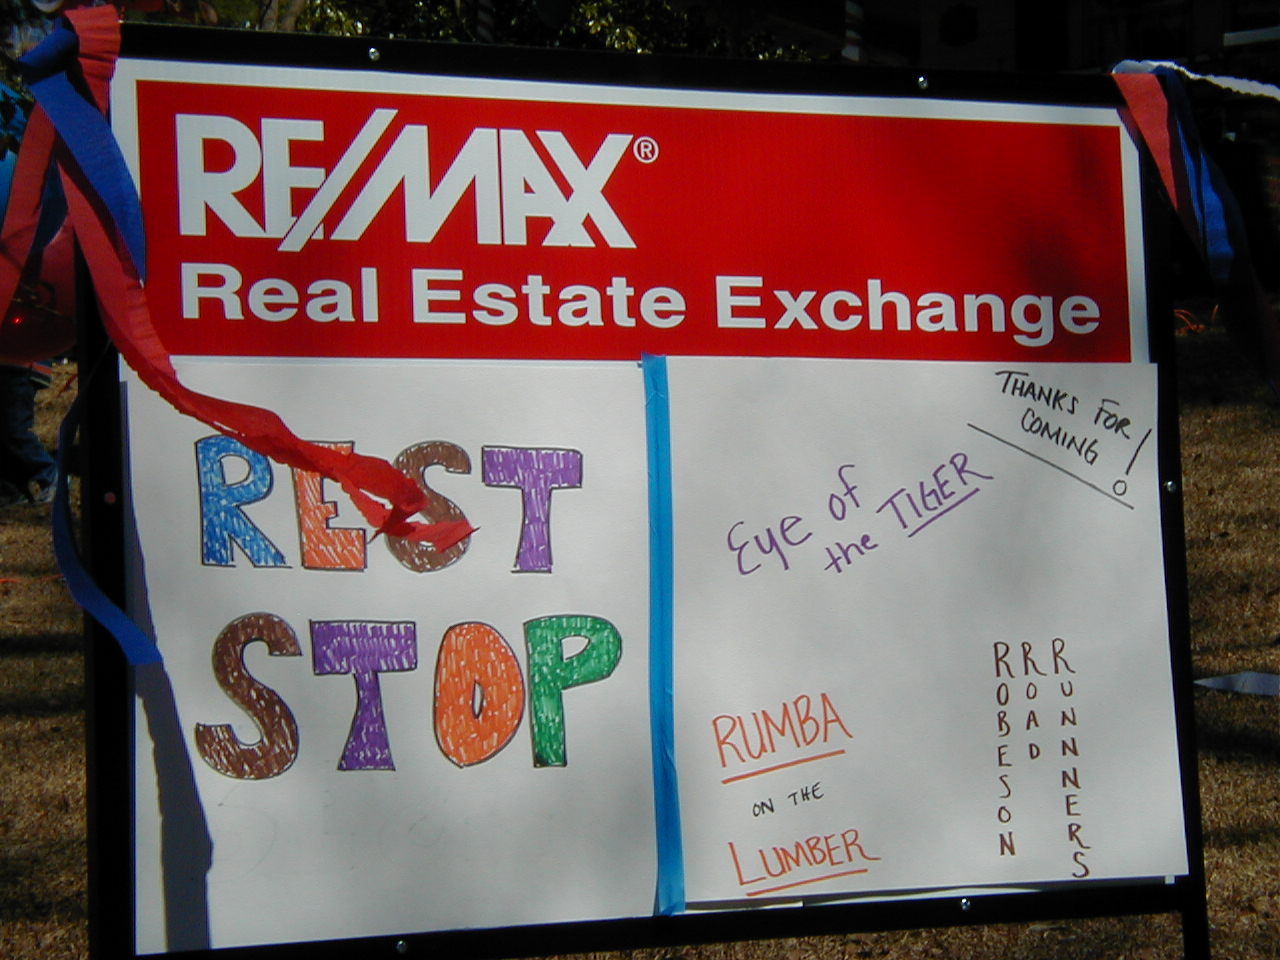 RE/MAX®
Real Estate Exchange
REST
STOP
THANKS FOR
COMING!
Eye of
the TIGER
RUMBA
ON THE
LUMBER
ROBESON
ROAD
RUNNNERS